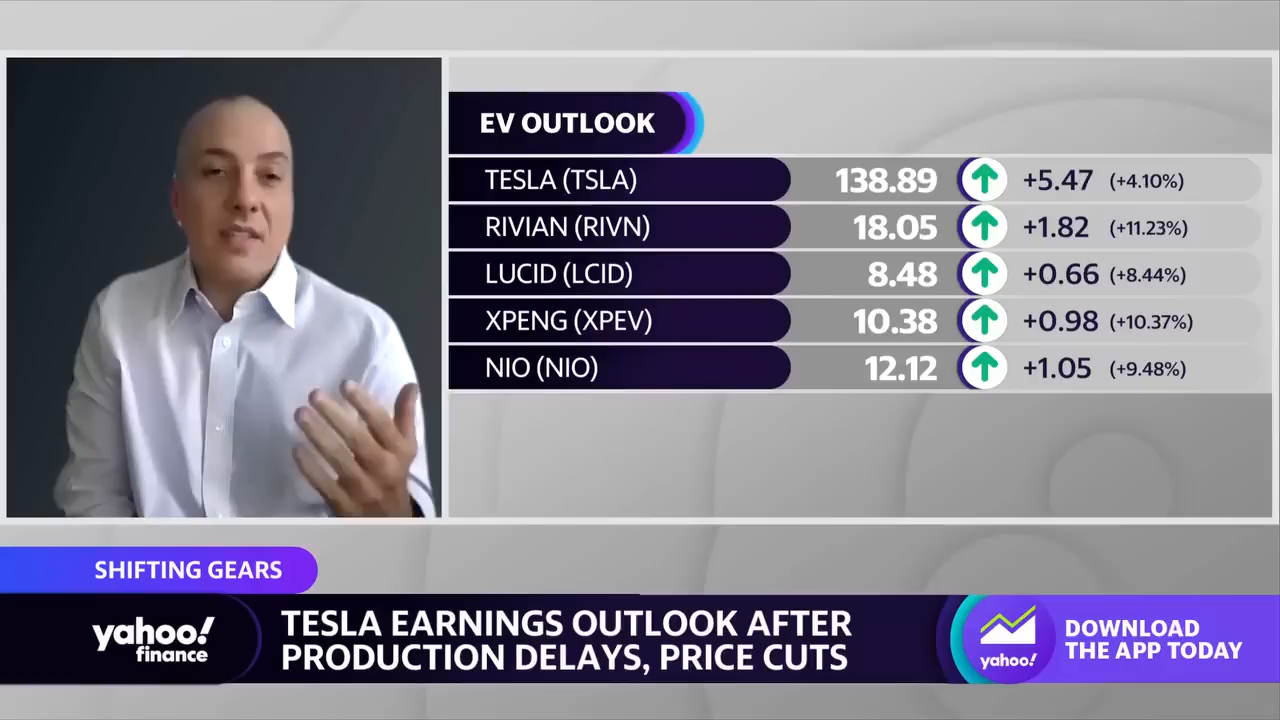 EV OUTLOOK
TESLA (TSLA) 138.89 +5.47 (+4.10%)
RIVIAN (RIVN) 18.05 +1.82 (+11.23%)
LUCID (LCID) 8.48 +0.66 (+8.44%)
XPENG (XPEV) 10.38 +0.98 (+10.37%)
NIO (NIO) 12.12 +1.05 (+9.48%)
SHIFTING GEARS
yahoo!
finance
TESLA EARNINGS OUTLOOK AFTER
PRODUCTION DELAYS, PRICE CUTS
yahoo!
DOWNLOAD
THE APP TODAY